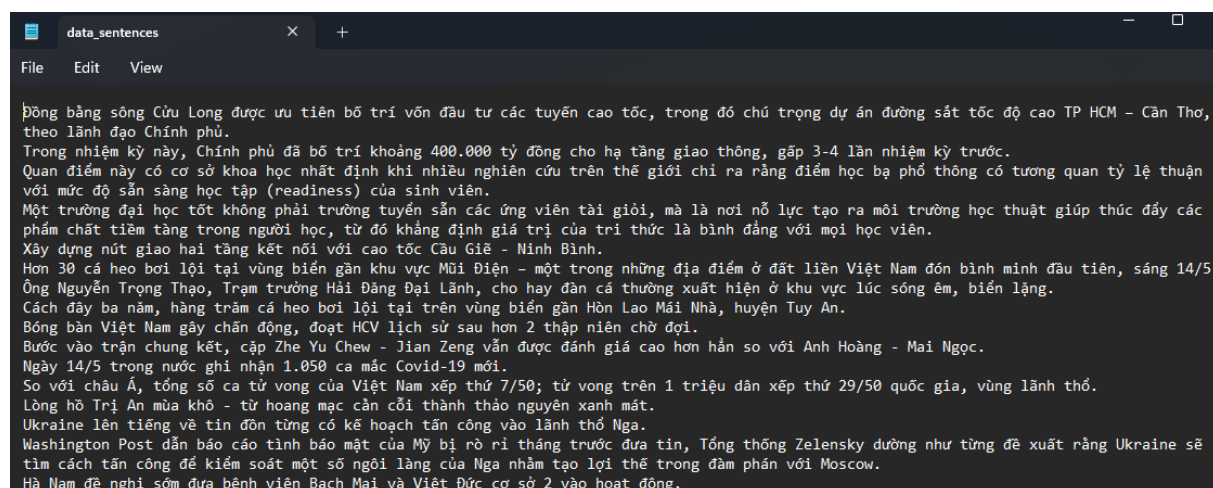 data_sentences
File Edit View
Đồng bằng sông Cửu Long được ưu tiên bố trí vốn đầu tư các tuyến cao tốc, trong đó chú trọng dự án đường sắt tốc độ cao TP HCM – Cần Thơ,
theo lãnh đạo Chính phủ.
Trong nhiệm kỳ này, Chính phủ đã bố trí khoảng 400.000 tỷ đồng cho hạ tầng giao thông, gấp 3-4 lần nhiệm kỳ trước.
Quan điểm này có cơ sở khoa học nhất định khi nhiều nghiên cứu trên thế giới chỉ ra rằng điểm học bạ phổ thông có tương quan tỷ lệ thuận
với mức độ sẵn sàng học tập (readiness) của sinh viên.
Một trường đại học tốt không phải trường tuyển sẵn các ứng viên tài giỏi, mà là nơi nỗ lực tạo ra môi trường học thuật giúp thúc đẩy các
phẩm chất tiềm tàng trong người học, từ đó khẳng định giá trị của tri thức là bình đẳng với mọi học viên.
Xây dựng nút giao hai tầng kết nối với cao tốc Cầu Giẽ - Ninh Bình.
Hơn 30 cá heo bơi lội tại vùng biển gần khu vực Mũi Điện – một trong những địa điểm ở đất liền Việt Nam đón bình minh đầu tiên, sáng 14/5
Ông Nguyễn Trọng Thạo, Trạm trưởng Hải Đăng Đại Lãnh, cho hay đàn cá thường xuất hiện ở khu vực lúc sóng êm, biển lặng.
Cách đây ba năm, hàng trăm cá heo bơi lội tại trên vùng biển gần Hòn Lao Mái Nhà, huyện Tuy An.
Bóng bàn Việt Nam gây chấn động, đoạt HCV lịch sử sau hơn 2 thập niên chờ đợi.
Bước vào trận chung kết, cặp Zhe Yu Chew - Jian Zeng vẫn được đánh giá cao hơn hẳn so với Anh Hoàng - Mai Ngọc.
Ngày 14/5 trong nước ghi nhận 1.050 ca mắc Covid-19 mới.
So với châu Á, tổng số ca tử vong của Việt Nam xếp thứ 7/50; tử vong trên 1 triệu dân xếp thứ 29/50 quốc gia, vùng lãnh thổ.
Lòng hồ Trị An mùa khô - từ hoang mạc cằn cỗi thành thảo nguyên xanh mát.
Ukraine lên tiếng về tin đồn từng có kế hoạch tấn công vào lãnh thổ Nga.
Washington Post dẫn báo cáo tình báo mật của Mỹ bị rò rỉ tháng trước đưa tin, Tổng thống Zelensky dường như từng đề xuất rằng Ukraine sẽ
tìm cách tấn công để kiểm soát một số ngôi làng của Nga nhằm tạo lợi thế trong đàm phán với Moscow.
Hà Nam đề nghị sớm đưa bệnh viện Bạch Mai và Việt Đức cơ sở 2 vào hoạt động.